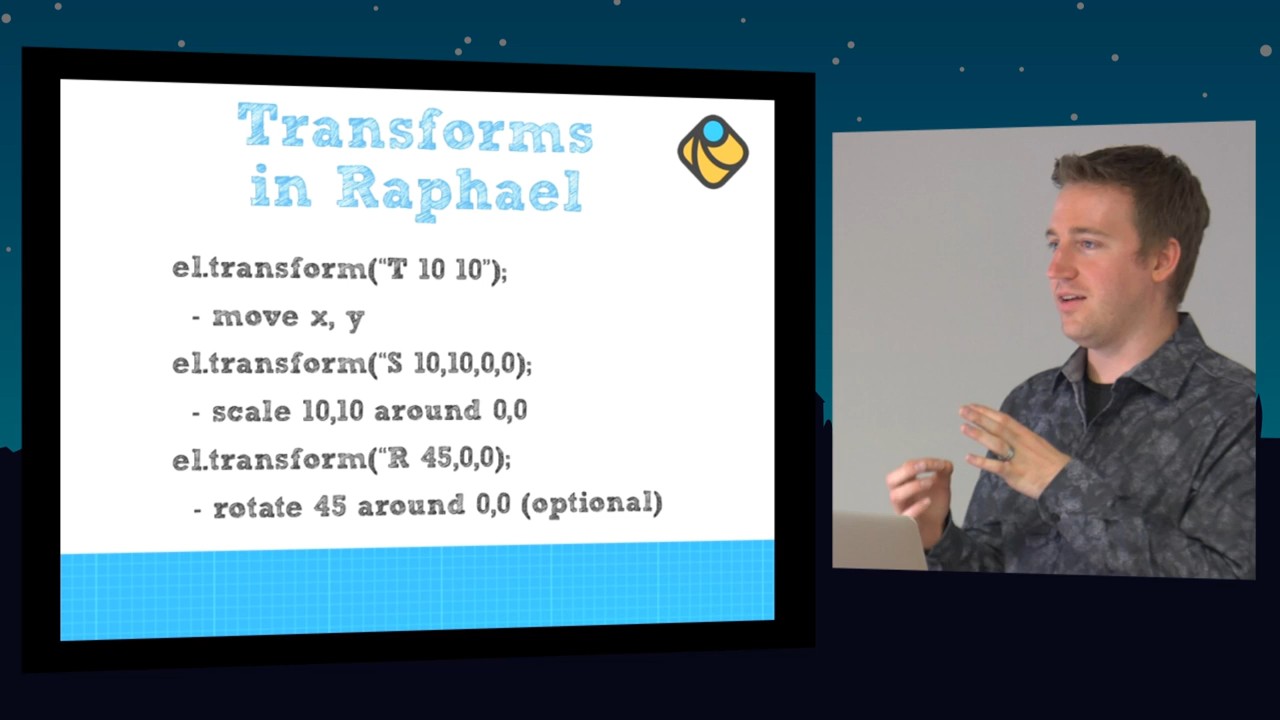 Transforms
in Raphael
el.transform(“T 10 10”);
- move x, y
el.transform(“S 10,10,0,0);
- scale 10,10 around 0,0
el.transform(“R 45,0,0);
- rotate 45 around 0,0 (optional)